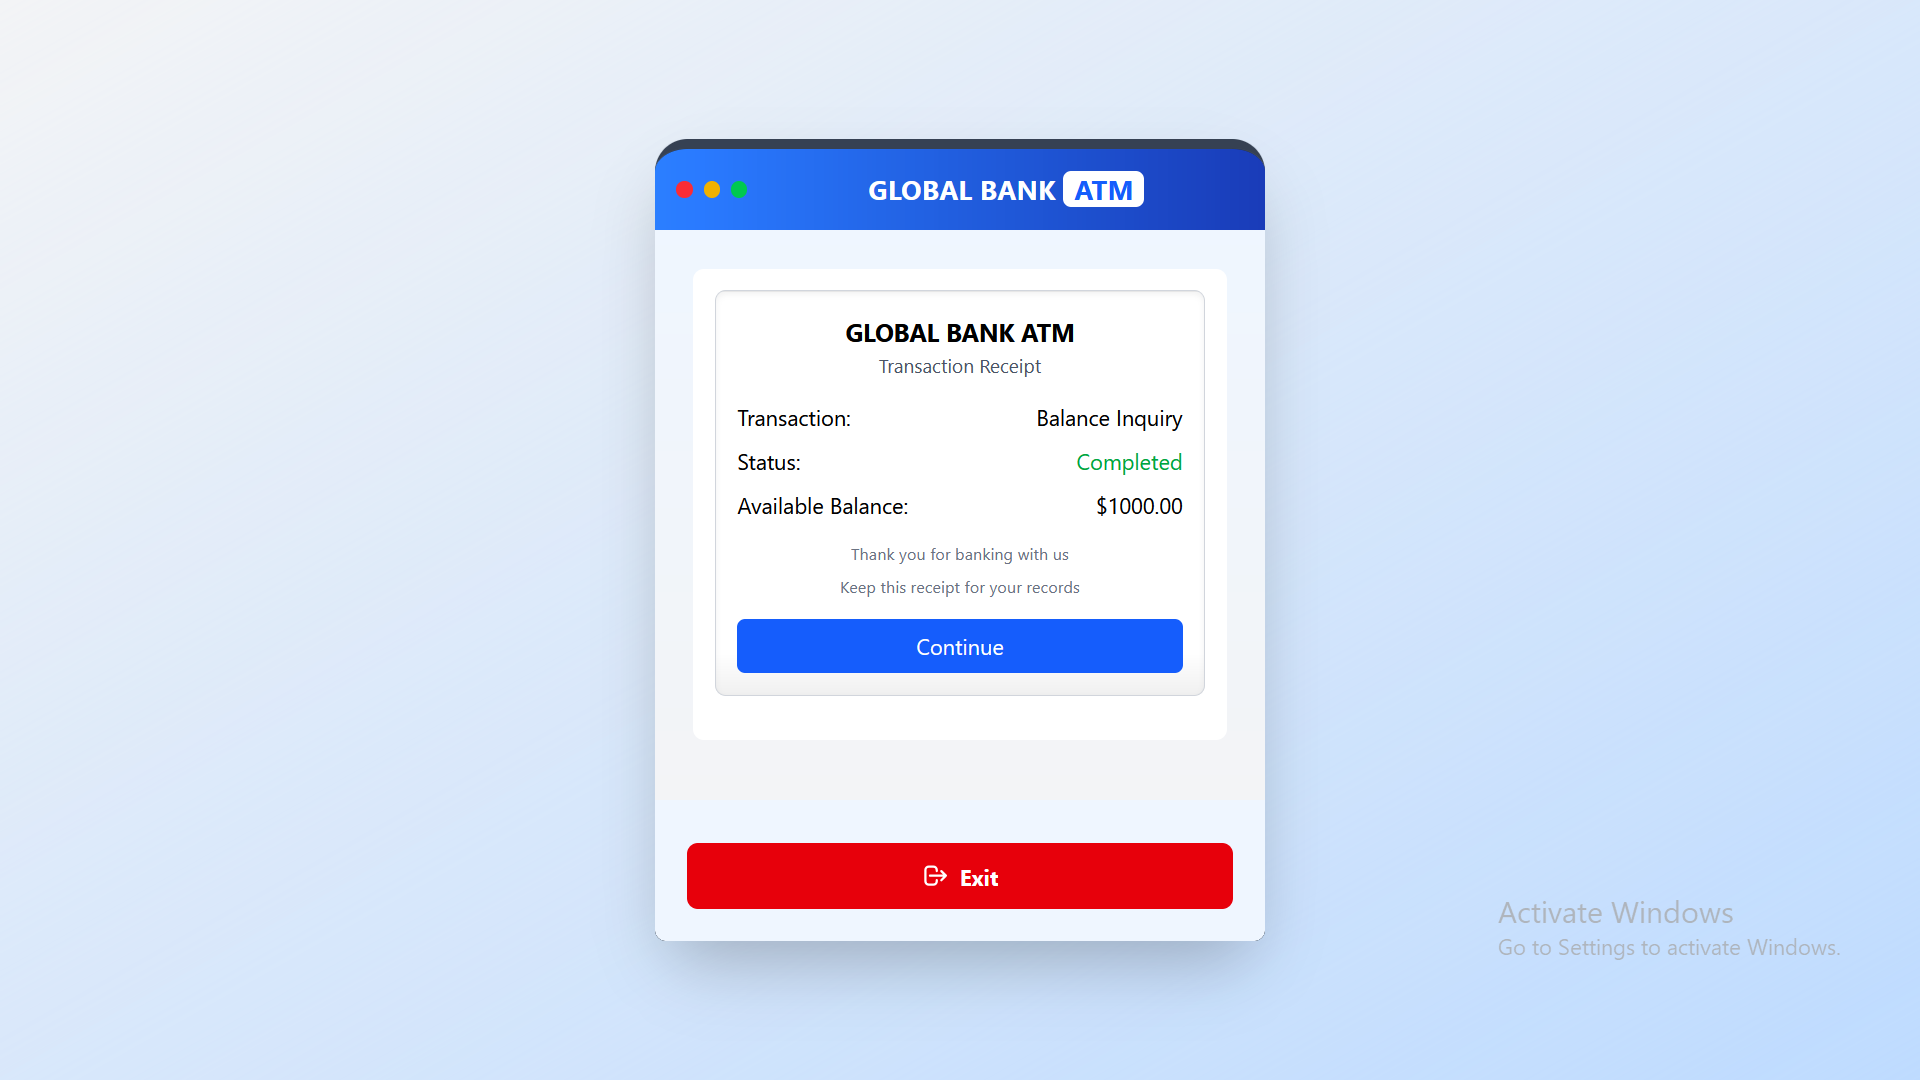 GLOBAL BANK ATM
GLOBAL BANK ATM
Transaction Receipt
Transaction: Balance Inquiry
Status: Completed
Available Balance: $1000.00
Thank you for banking with us
Keep this receipt for your records
Continue
Exit
Activate Windows
Go to Settings to activate Windows.